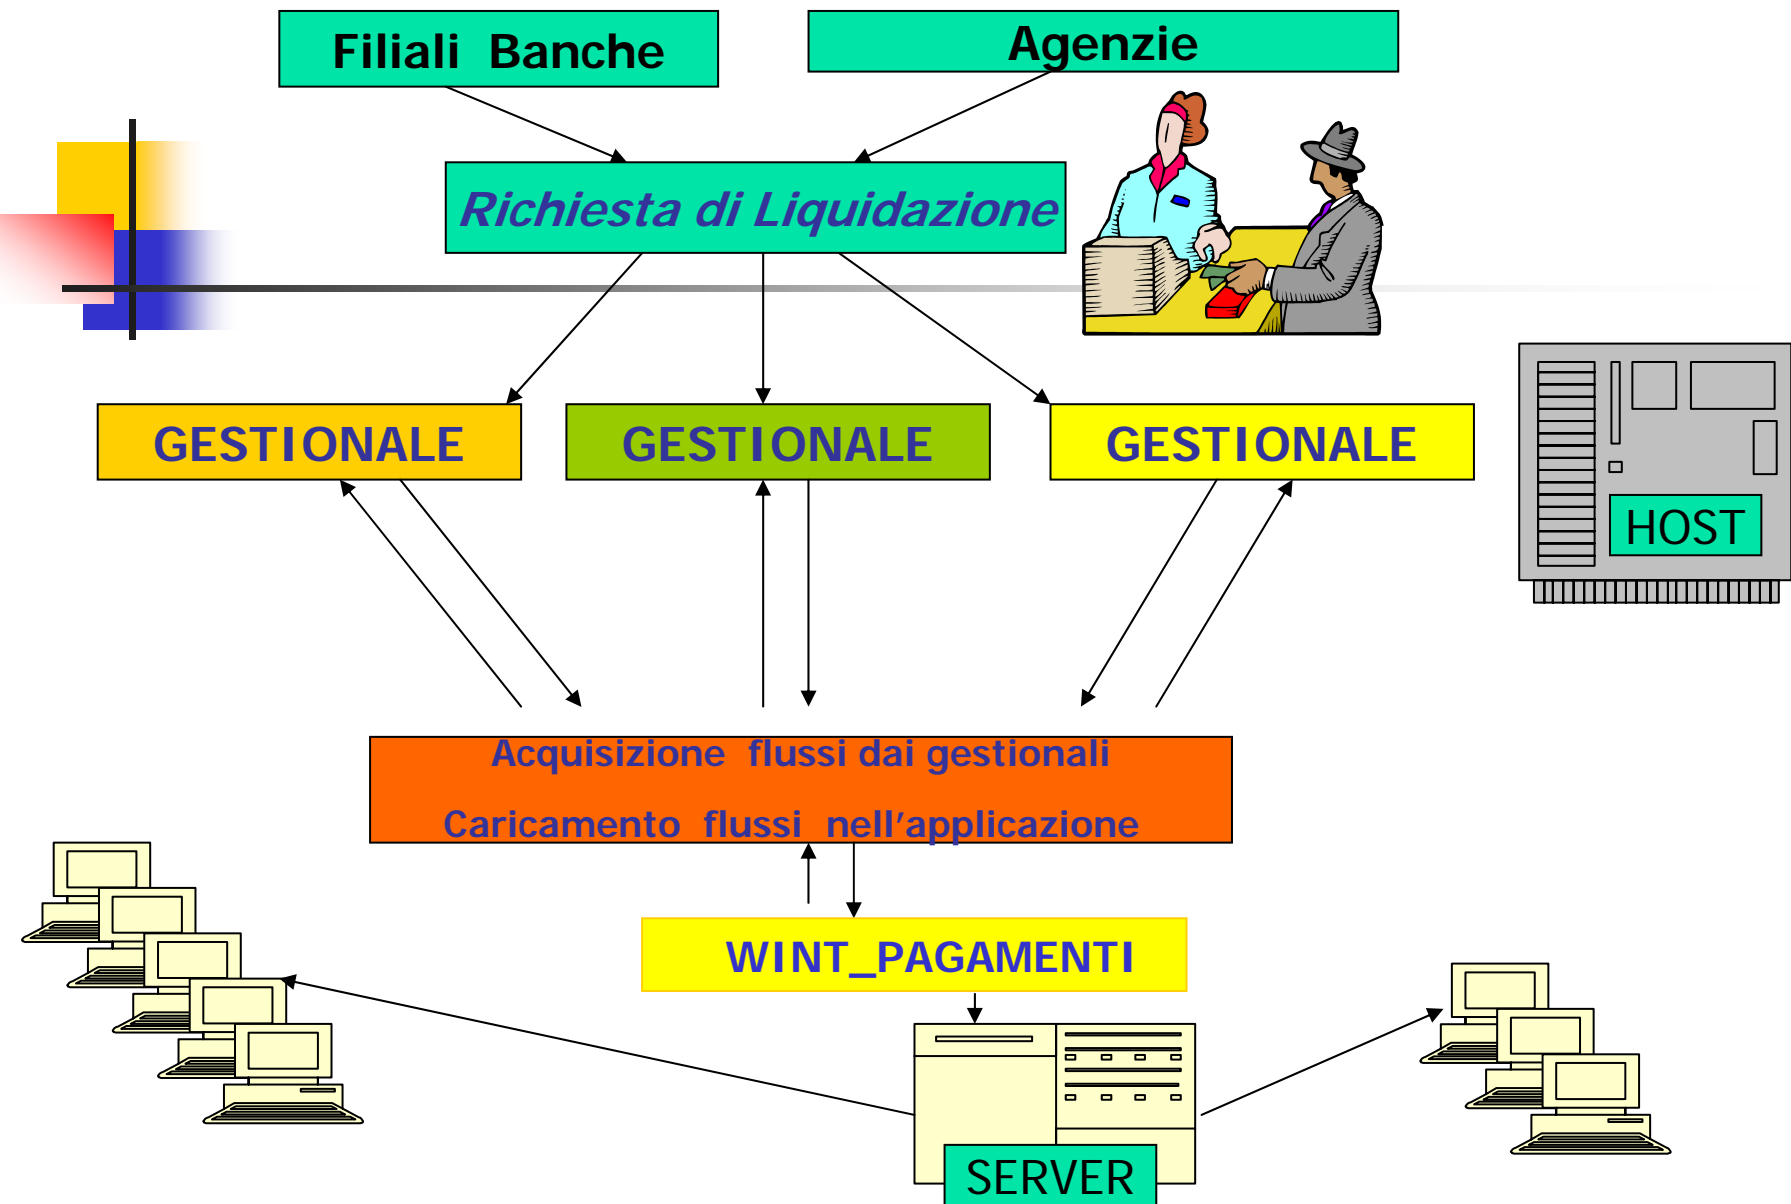 Filiali Banche
Agenzie
Richiesta di Liquidazione
GESTIONALE
GESTIONALE
GESTIONALE
HOST
Acquisizione flussi dai gestionali
Caricamento flussi nell’applicazione
WINT_PAGAMENTI
SERVER